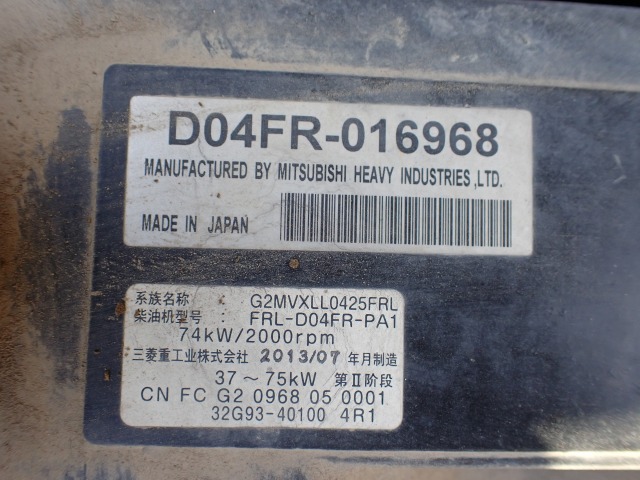 D04FR-016968
MANUFACTURED BY MITSUBISHI HEAVY INDUSTRIES,LTD.
MADE IN JAPAN
系族名称 : G2MVXLL0425FRL
柴油机型号 : FRL-D04FR-PA1
74kW/2000rpm
三菱重工业株式会社 2013/07 年月制造
37～75kW 第Ⅱ阶段
CN FC G2 0968 05 0001
32G93-40100 4R1